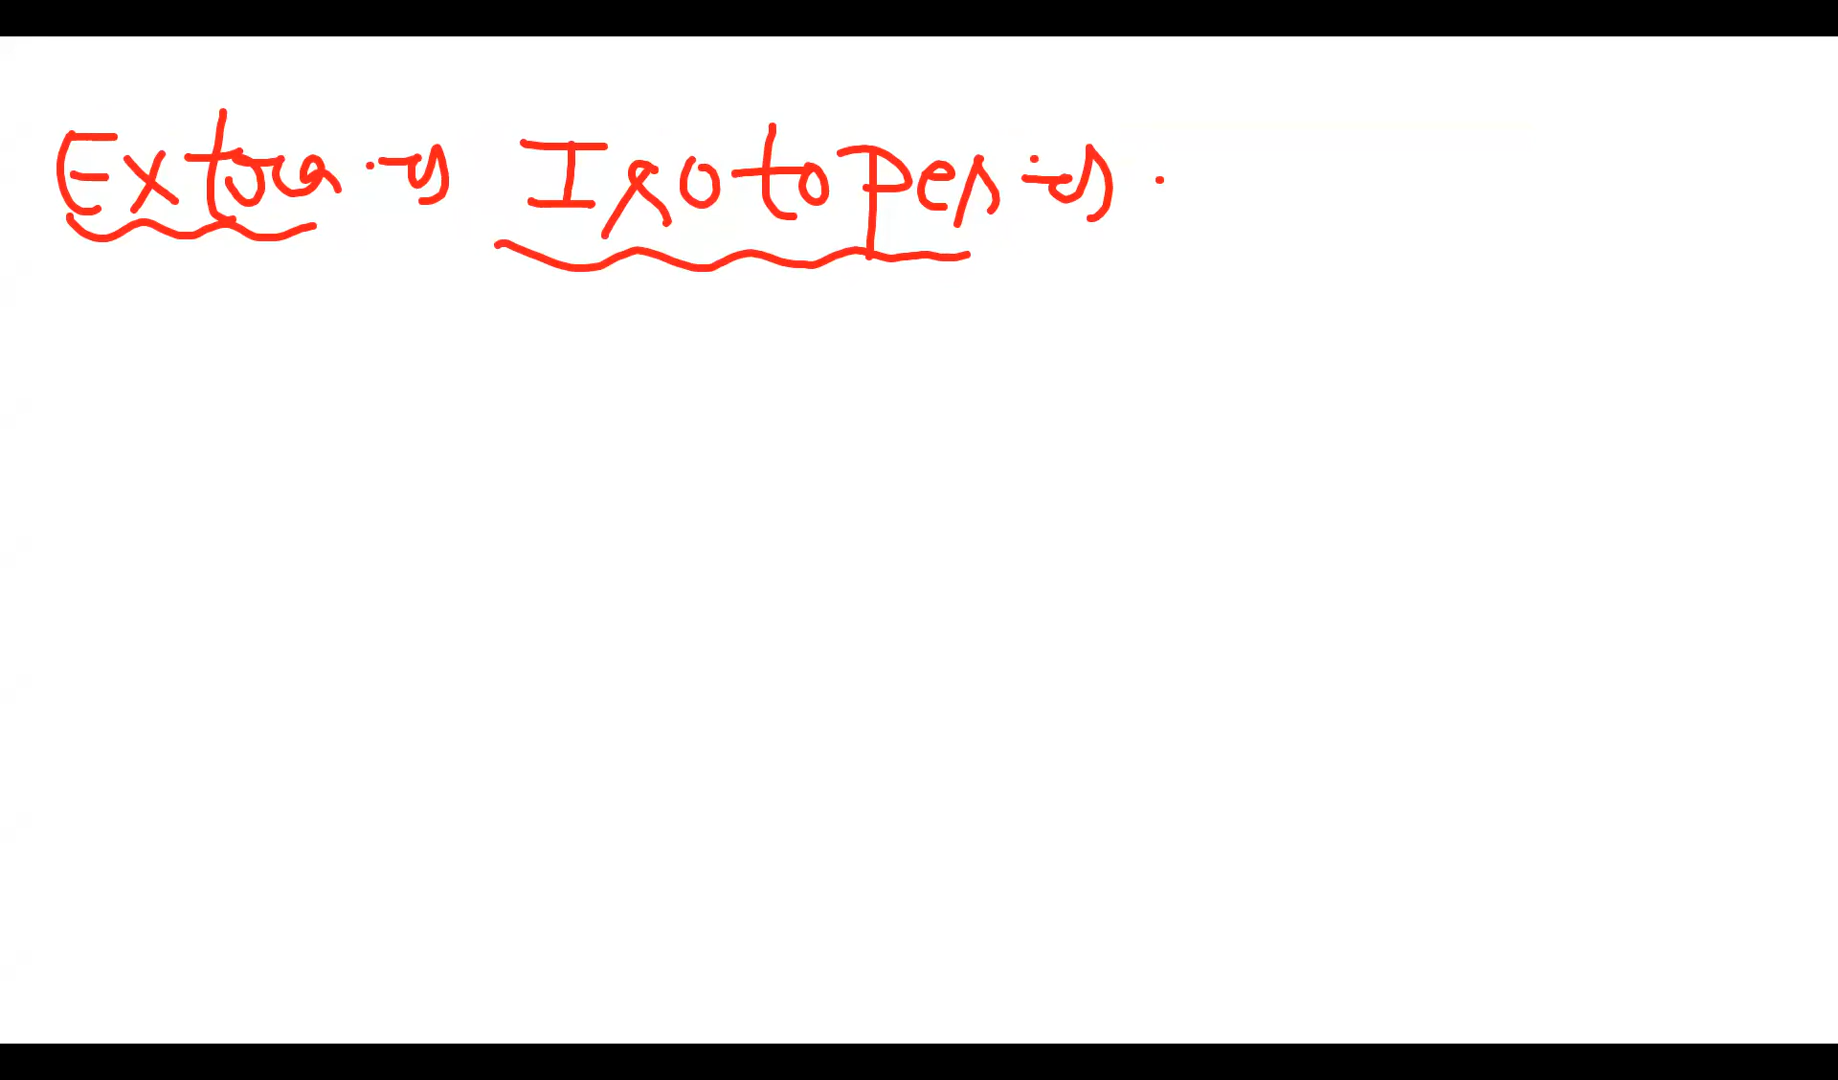 Extra :- Isotopes :-